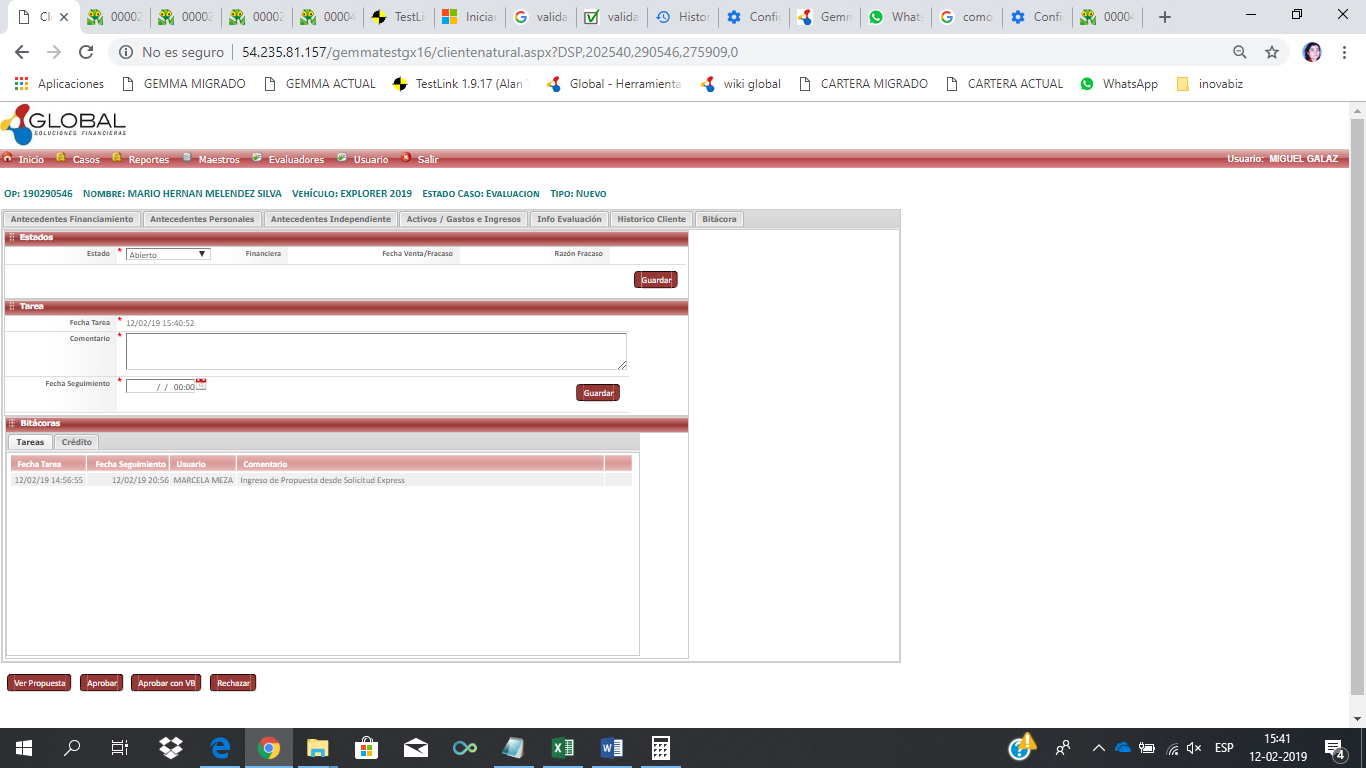 Cli 00002 00002 00002 00004 TestLi Iniciar valida valida Histor Config Gemm Whats como Config 00004
No es seguro 54.235.81.157/gemmatestgx16/clientenatural.aspx?DSP,202540,290546,275909,0
Aplicaciones GEMMA MIGRADO GEMMA ACTUAL TestLink 1.9.17 (Alan Global - Herramienta wiki global CARTERA MIGRADO CARTERA ACTUAL WhatsApp inovabiz
GLOBAL
SOLUCIONES FINANCIERAS
Inicio Casos Reportes Maestros Evaluadores Usuario Salir Usuario: MIGUEL GALAZ
OP: 190290546 NOMBRE: MARIO HERNAN MELENDEZ SILVA VEHÍCULO: EXPLORER 2019 ESTADO CASO: EVALUACION TIPO: NUEVO
Antecedentes Financiamiento Antecedentes Personales Antecedentes Independiente Activos / Gastos e Ingresos Info Evaluación Historico Cliente Bitácora
Estados
Estado * Abierto Financiera Fecha Venta/Fracaso Razón Fracaso
Guardar
Tarea
Fecha Tarea * 12/02/19 15:40:52
Comentario *
Fecha Seguimiento * / / 00:00
Guardar
Bitácoras
Tareas Crédito
Fecha Tarea Fecha Seguimiento Usuario Comentario
12/02/19 14:56:55 12/02/19 20:56 MARCELA MEZA Ingreso de Propuesta desde Solicitud Express
Ver Propuesta Aprobar Aprobar con VB Rechazar
ESP 15:41
12-02-2019 4